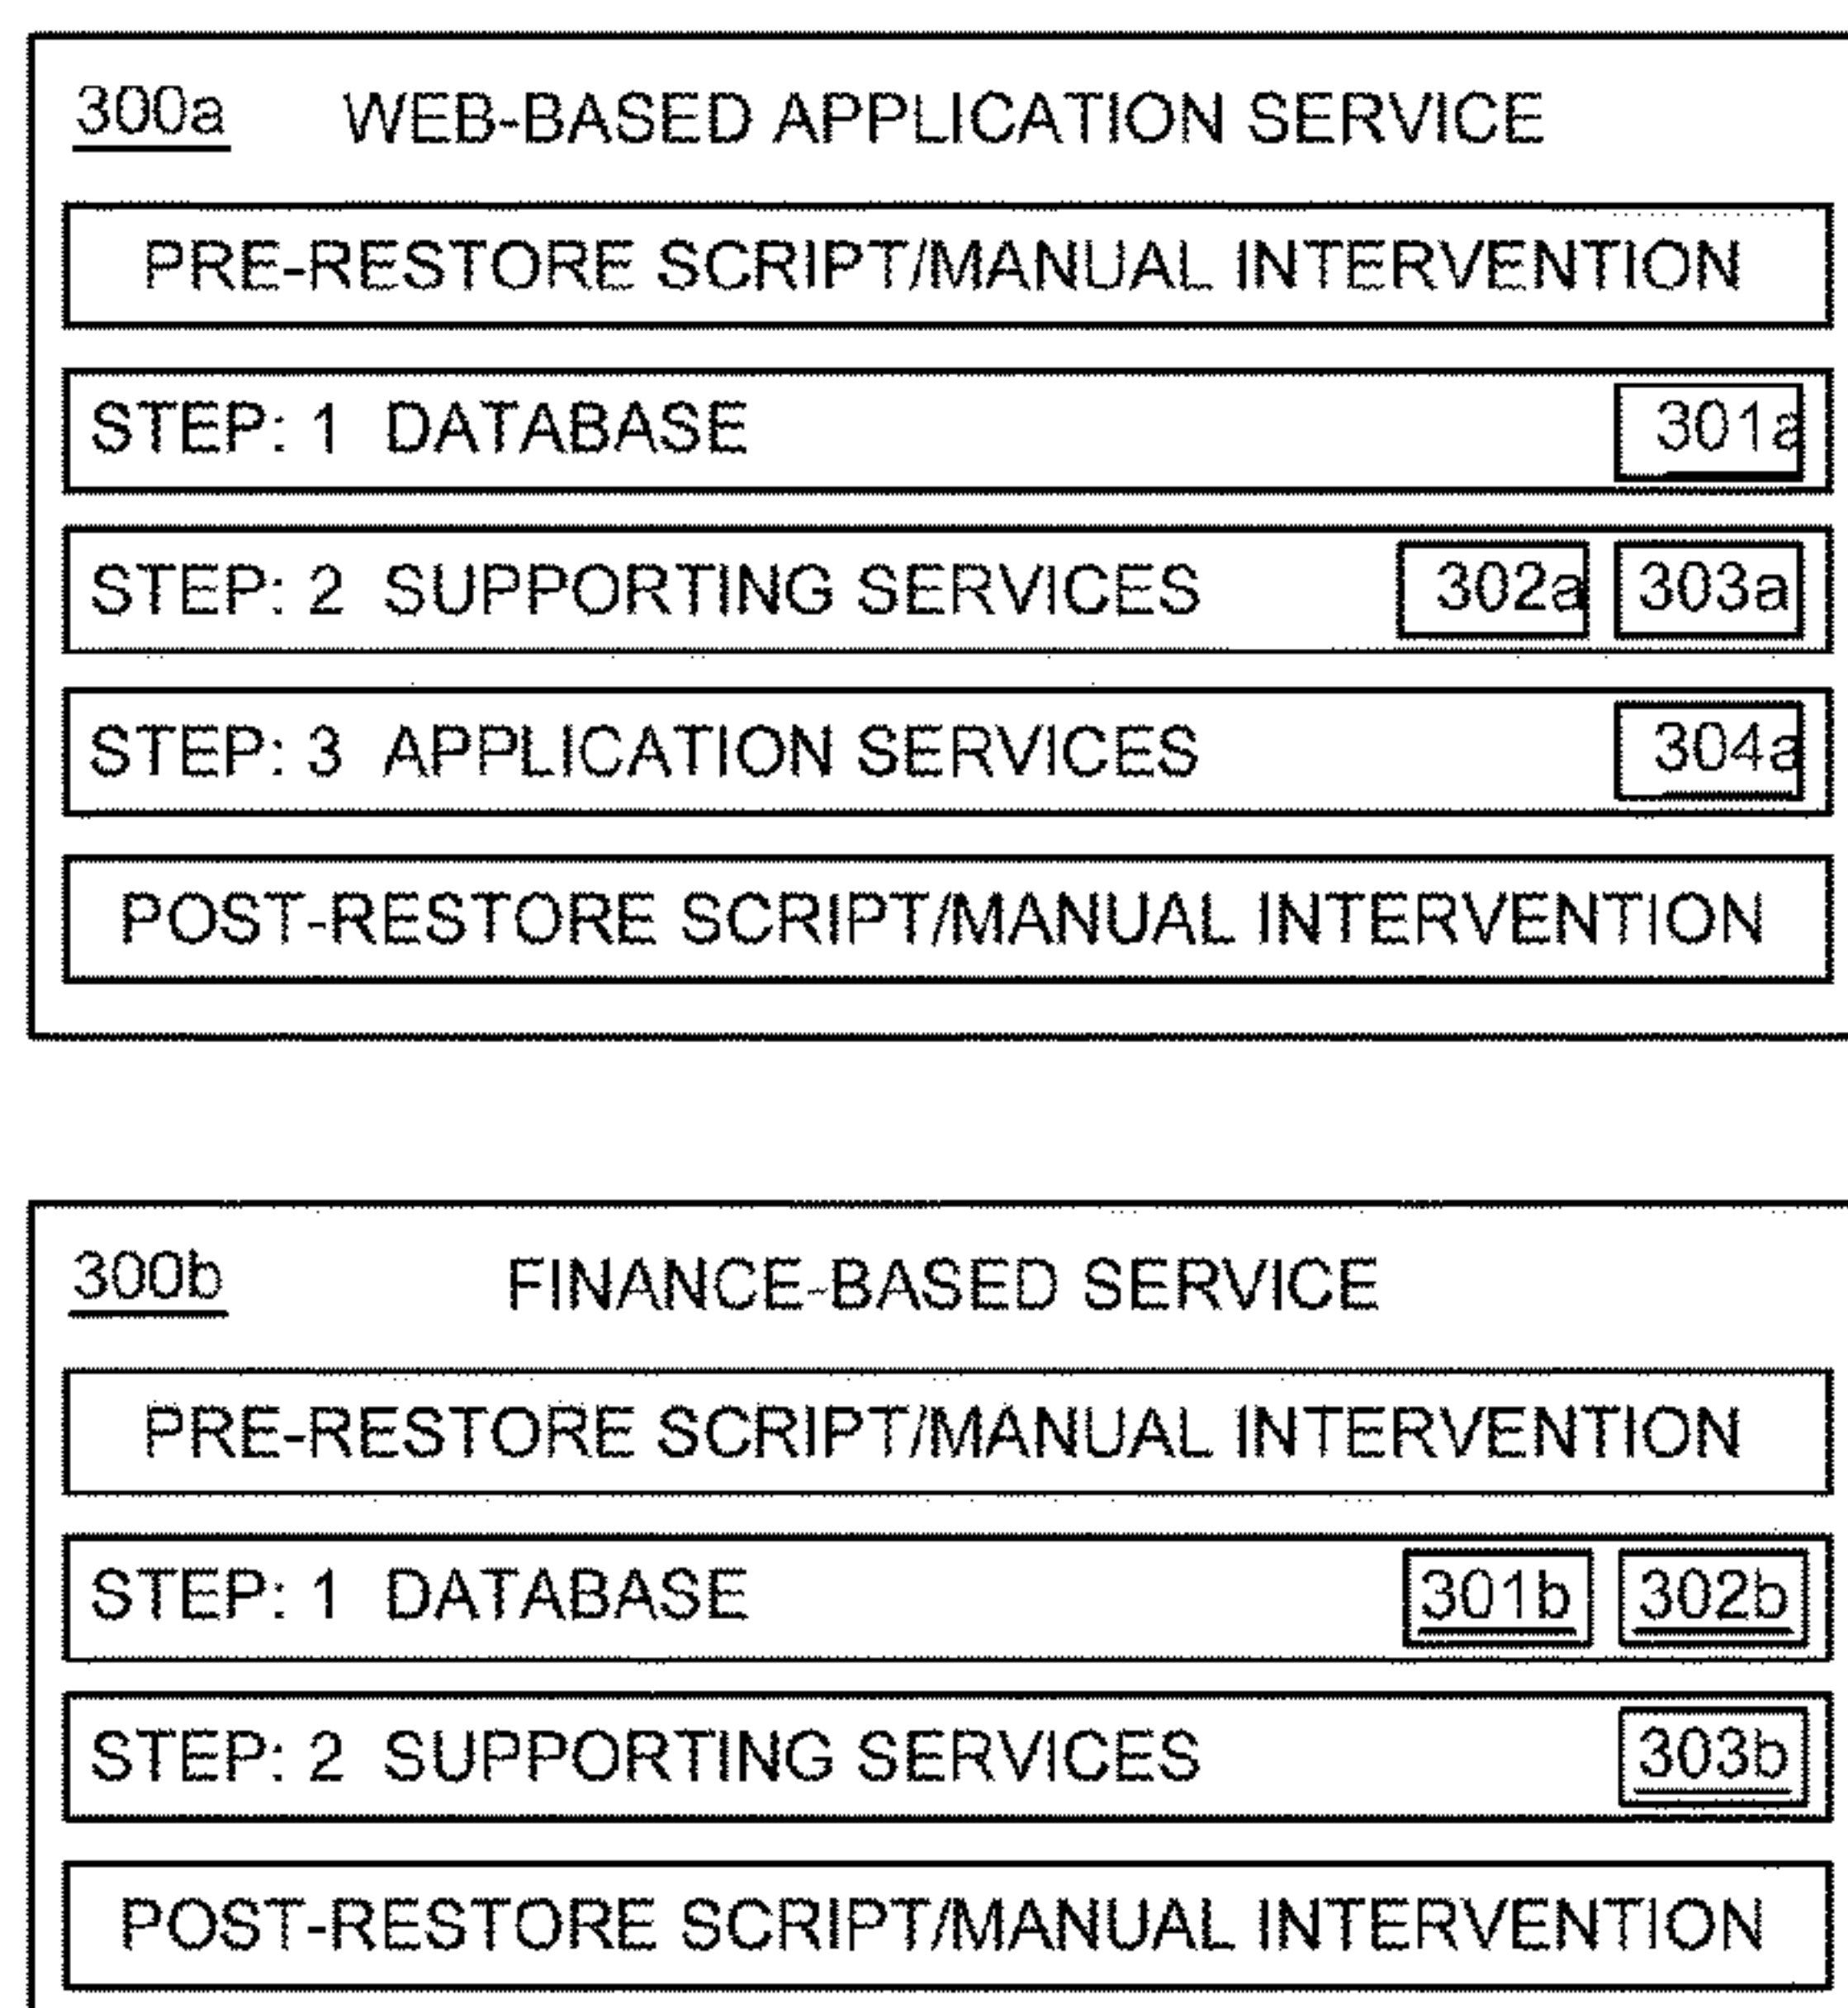 300a WEB-BASED APPLICATION SERVICE
PRE-RESTORE SCRIPT/MANUAL INTERVENTION
STEP: 1 DATABASE 301a
STEP: 2 SUPPORTING SERVICES 302a 303a
STEP: 3 APPLICATION SERVICES 304a
POST-RESTORE SCRIPT/MANUAL INTERVENTION
300b FINANCE-BASED SERVICE
PRE-RESTORE SCRIPT/MANUAL INTERVENTION
STEP: 1 DATABASE 301b 302b
STEP: 2 SUPPORTING SERVICES 303b
POST-RESTORE SCRIPT/MANUAL INTERVENTION